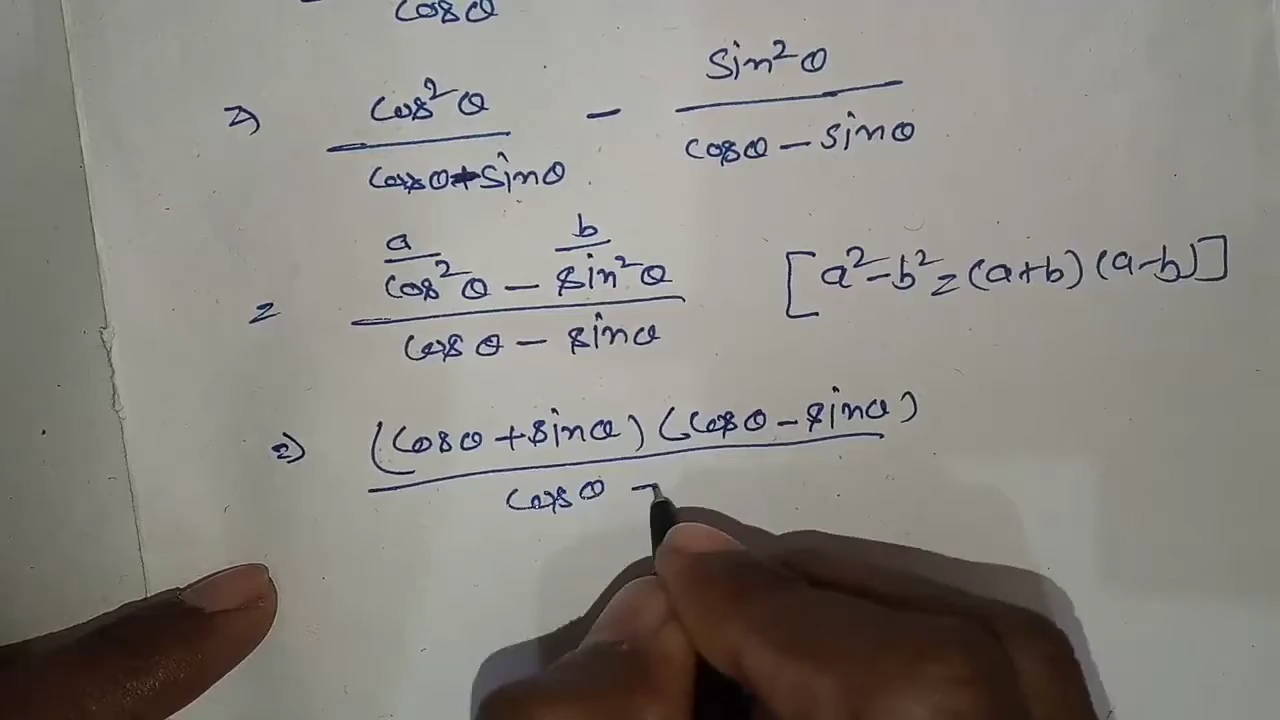 cosθ
=> cos²θ / cosθ-sinθ - sin²θ / cosθ-sinθ
a b
= cos²θ - sin²θ / cosθ - sinθ [a²-b² = (a+b)(a-b)]
=> (cosθ+sinθ)(cosθ-sinθ) / cosθ -